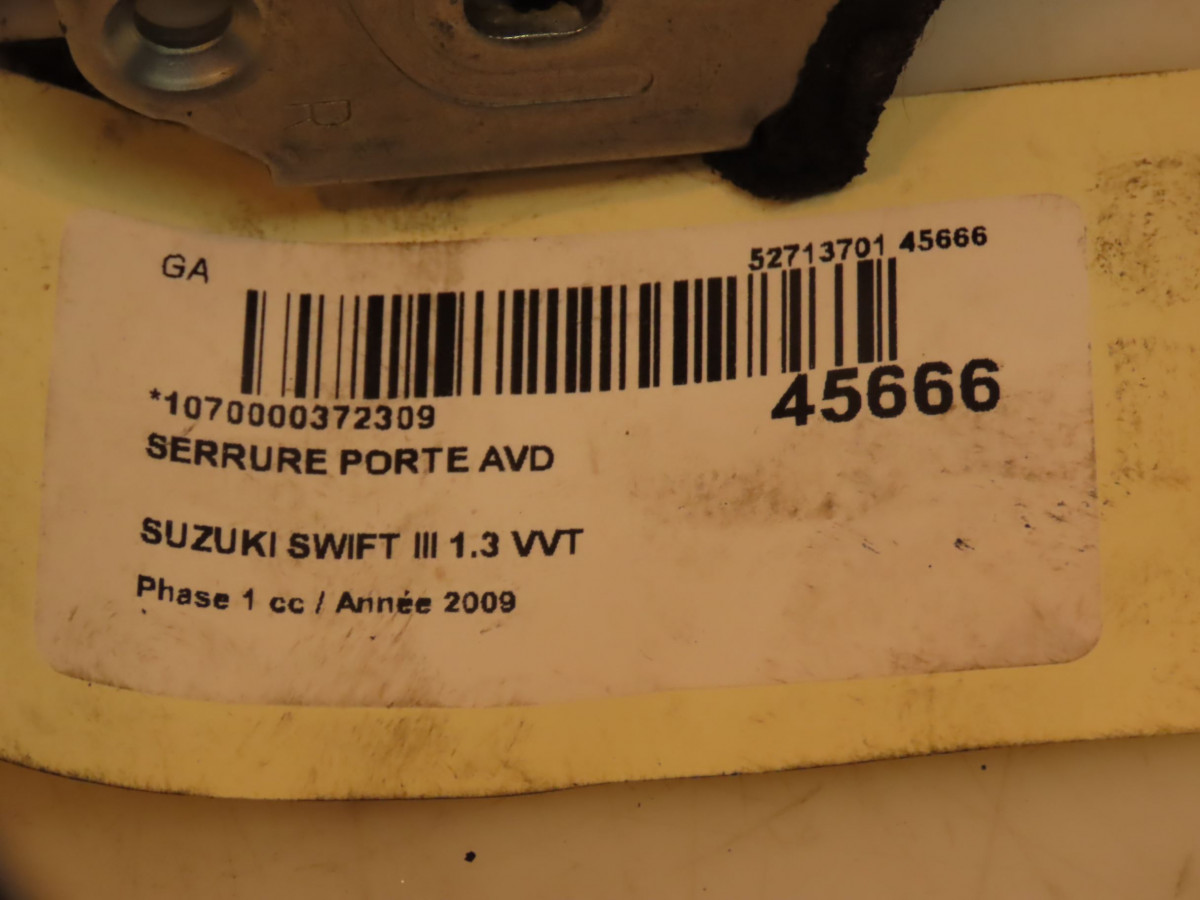 R
GA
52713701 45666
*1070000372309
45666
SERRURE PORTE AVD
SUZUKI SWIFT III 1.3 VVT
Phase 1 cc / Année 2009